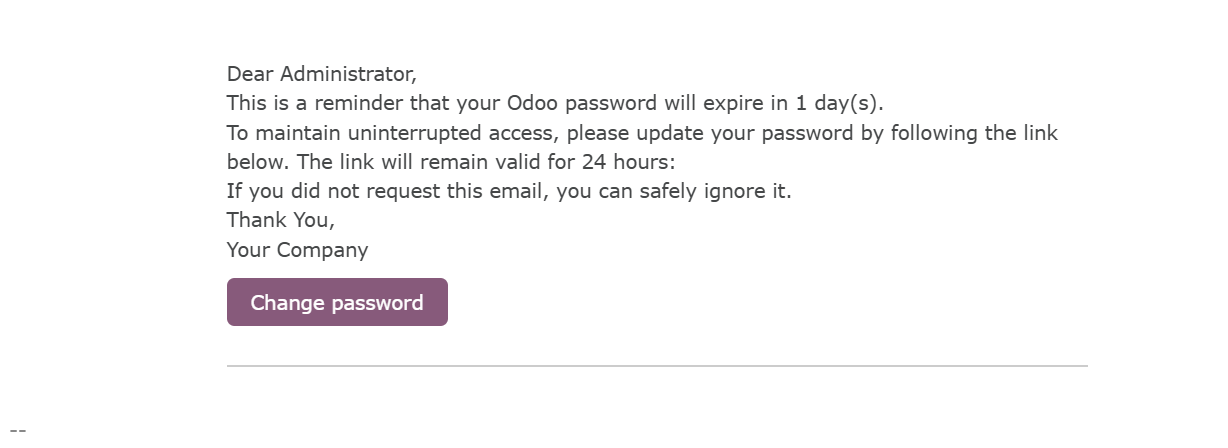 Dear Administrator,
This is a reminder that your Odoo password will expire in 1 day(s).
To maintain uninterrupted access, please update your password by following the link
below. The link will remain valid for 24 hours:
If you did not request this email, you can safely ignore it.
Thank You,
Your Company
Change password
--